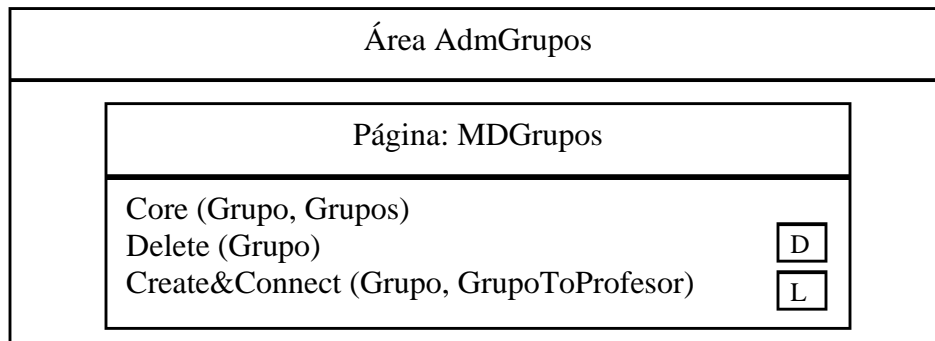 Área AdmGrupos
Página: MDGrupos
Core (Grupo, Grupos)
Delete (Grupo) D
Create&Connect (Grupo, GrupoToProfesor) L